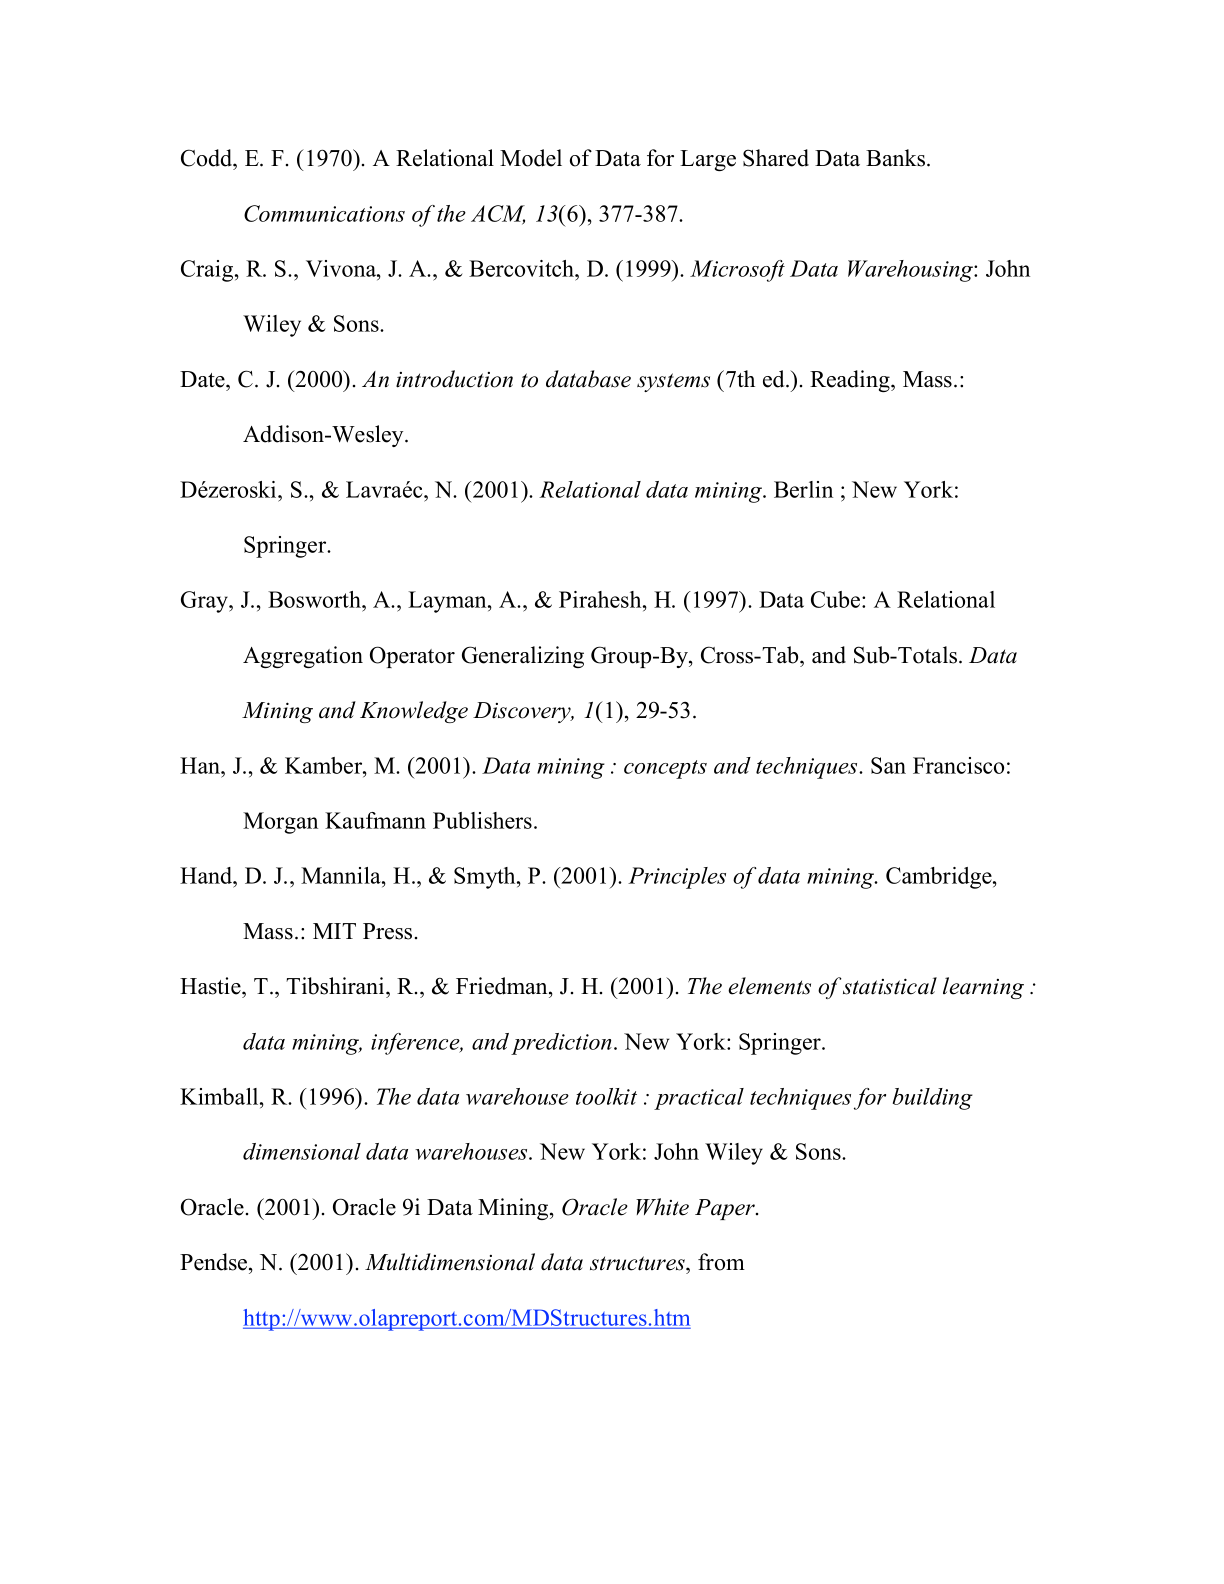 Codd, E. F. (1970). A Relational Model of Data for Large Shared Data Banks.
Communications of the ACM, 13(6), 377-387.
Craig, R. S., Vivona, J. A., & Bercovitch, D. (1999). Microsoft Data Warehousing: John
Wiley & Sons.
Date, C. J. (2000). An introduction to database systems (7th ed.). Reading, Mass.:
Addison-Wesley.
Dézeroski, S., & Lavraéc, N. (2001). Relational data mining. Berlin ; New York:
Springer.
Gray, J., Bosworth, A., Layman, A., & Pirahesh, H. (1997). Data Cube: A Relational
Aggregation Operator Generalizing Group-By, Cross-Tab, and Sub-Totals. Data
Mining and Knowledge Discovery, 1(1), 29-53.
Han, J., & Kamber, M. (2001). Data mining : concepts and techniques. San Francisco:
Morgan Kaufmann Publishers.
Hand, D. J., Mannila, H., & Smyth, P. (2001). Principles of data mining. Cambridge,
Mass.: MIT Press.
Hastie, T., Tibshirani, R., & Friedman, J. H. (2001). The elements of statistical learning :
data mining, inference, and prediction. New York: Springer.
Kimball, R. (1996). The data warehouse toolkit : practical techniques for building
dimensional data warehouses. New York: John Wiley & Sons.
Oracle. (2001). Oracle 9i Data Mining, Oracle White Paper.
Pendse, N. (2001). Multidimensional data structures, from
http://www.olapreport.com/MDStructures.htm